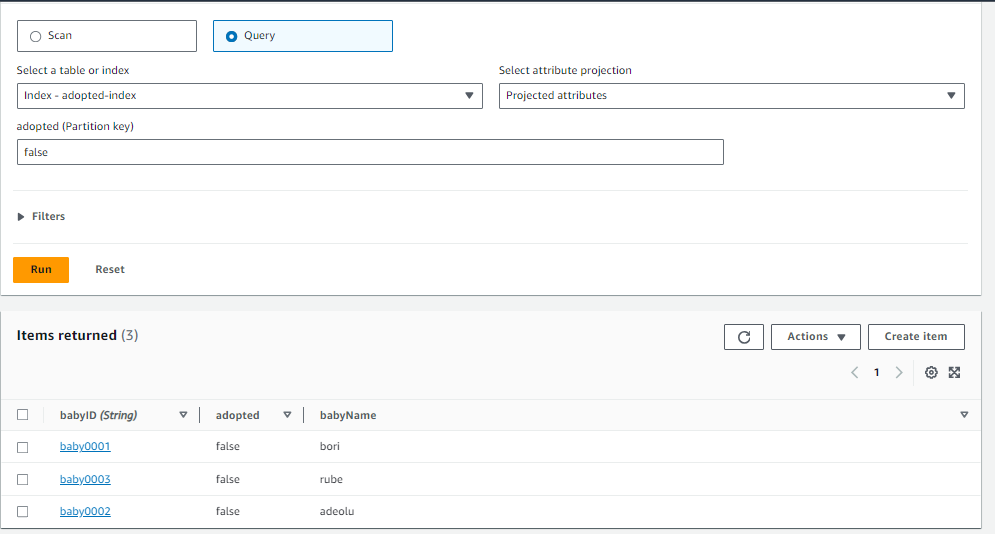 Scan Query
Select a table or index Select attribute projection
Index - adopted-index Projected attributes
adopted (Partition key)
false
Filters
Run Reset
Items returned (3) Actions Create item
1
babyID (String) adopted babyName
baby0001 false bori
baby0003 false rube
baby0002 false adeolu